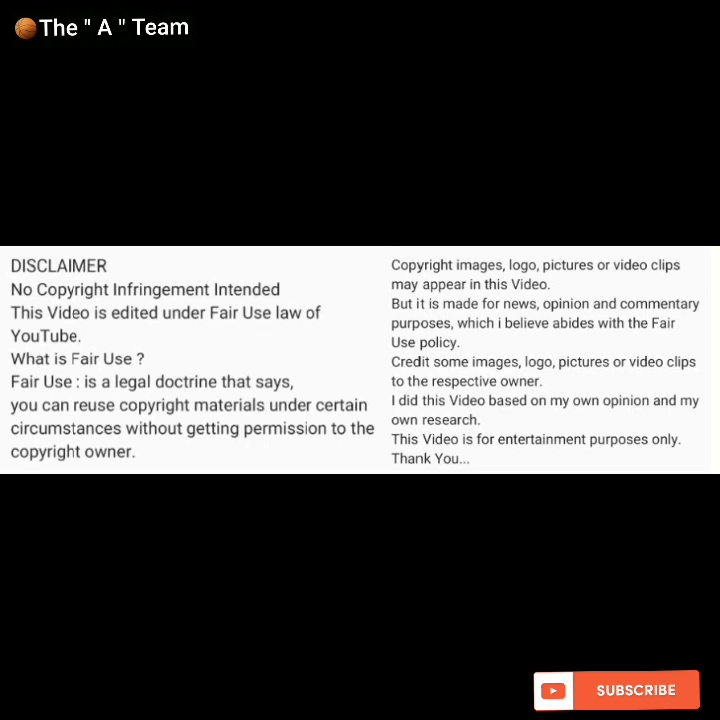 🏀The " A " Team
DISCLAIMER
No Copyright Infringement Intended
This Video is edited under Fair Use law of
YouTube.
What is Fair Use ?
Fair Use : is a legal doctrine that says,
you can reuse copyright materials under certain
circumstances without getting permission to the
copyright owner.
Copyright images, logo, pictures or video clips
may appear in this Video.
But it is made for news, opinion and commentary
purposes, which i believe abides with the Fair
Use policy.
Credit some images, logo, pictures or video clips
to the respective owner.
I did this Video based on my own opinion and my
own research.
This Video is for entertainment purposes only.
Thank You...
SUBSCRIBE